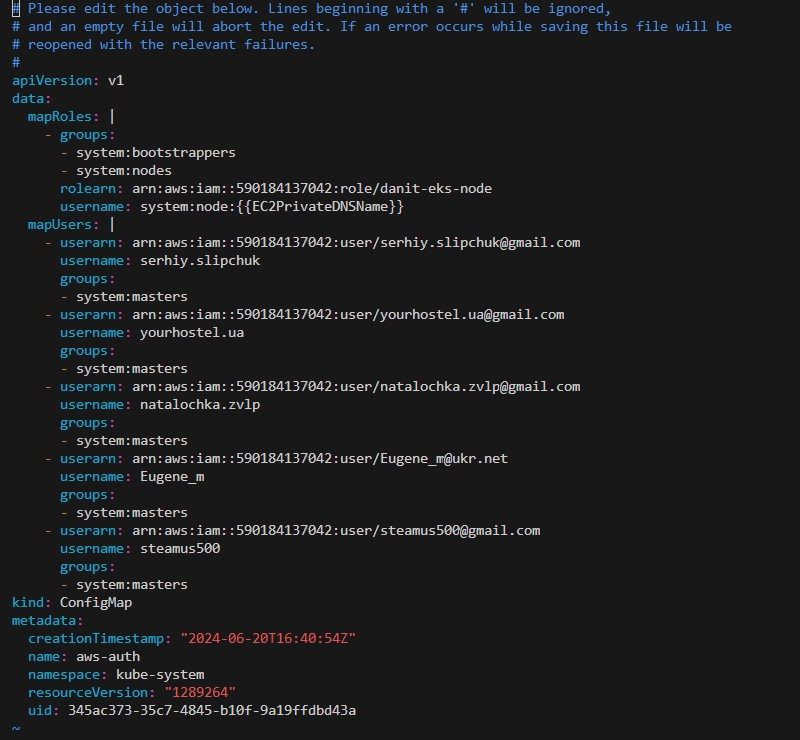 # Please edit the object below. Lines beginning with a '#' will be ignored,
# and an empty file will abort the edit. If an error occurs while saving this file will be
# reopened with the relevant failures.
#
apiVersion: v1
data:
  mapRoles: |
    - groups:
      - system:bootstrappers
      - system:nodes
      rolearn: arn:aws:iam::590184137042:role/danit-eks-node
      username: system:node:{{EC2PrivateDNSName}}
  mapUsers: |
    - userarn: arn:aws:iam::590184137042:user/serhiy.slipchuk@gmail.com
      username: serhiy.slipchuk
      groups:
      - system:masters
    - userarn: arn:aws:iam::590184137042:user/yourhostel.ua@gmail.com
      username: yourhostel.ua
      groups:
      - system:masters
    - userarn: arn:aws:iam::590184137042:user/natalochka.zvlp@gmail.com
      username: natalochka.zvlp
      groups:
      - system:masters
    - userarn: arn:aws:iam::590184137042:user/Eugene_m@ukr.net
      username: Eugene_m
      groups:
      - system:masters
    - userarn: arn:aws:iam::590184137042:user/steamus500@gmail.com
      username: steamus500
      groups:
      - system:masters
kind: ConfigMap
metadata:
  creationTimestamp: "2024-06-20T16:40:54Z"
  name: aws-auth
  namespace: kube-system
  resourceVersion: "1289264"
  uid: 345ac373-35c7-4845-b10f-9a19ffdbd43a
~